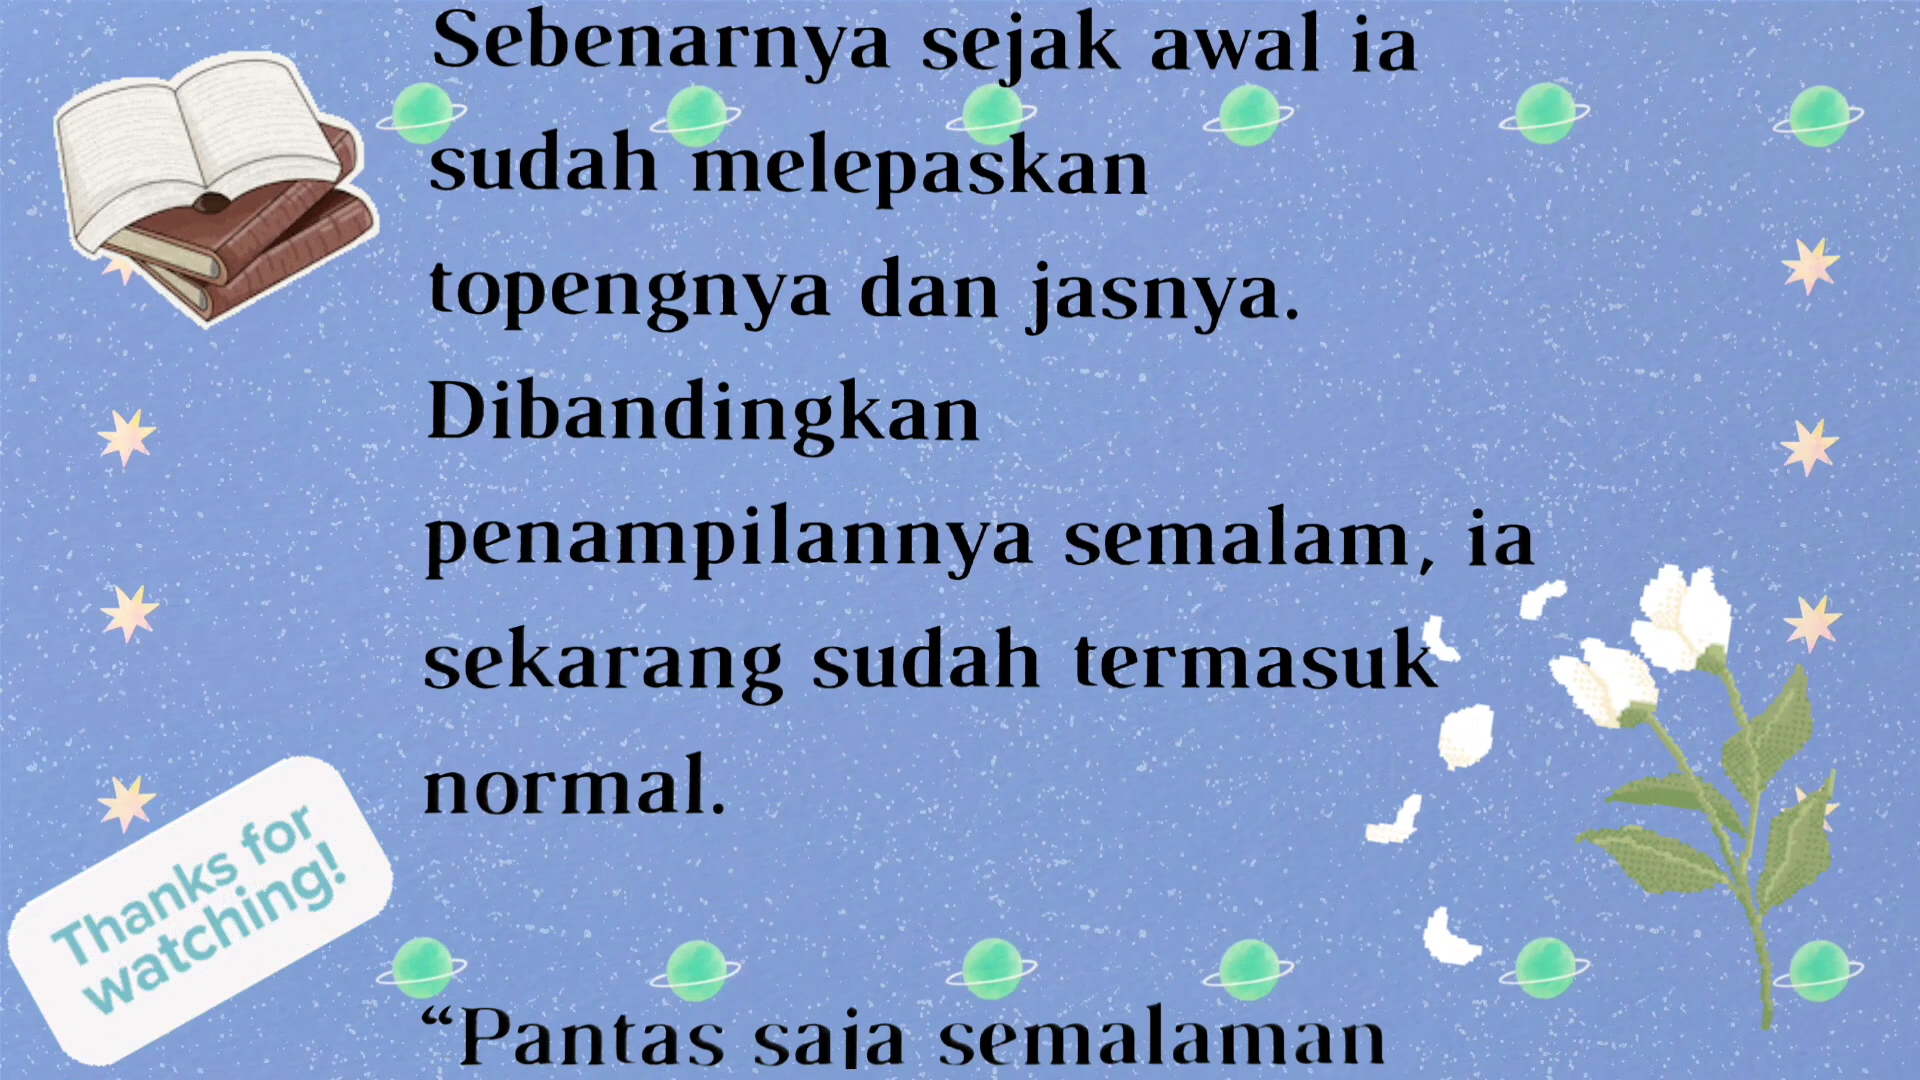 Sebenarnya sejak awal ia
sudah melepaskan
topengnya dan jasnya.
Dibandingkan
penampilannya semalam, ia
sekarang sudah termasuk
normal.
Thanks for
watching!
“Pantas saja semalaman